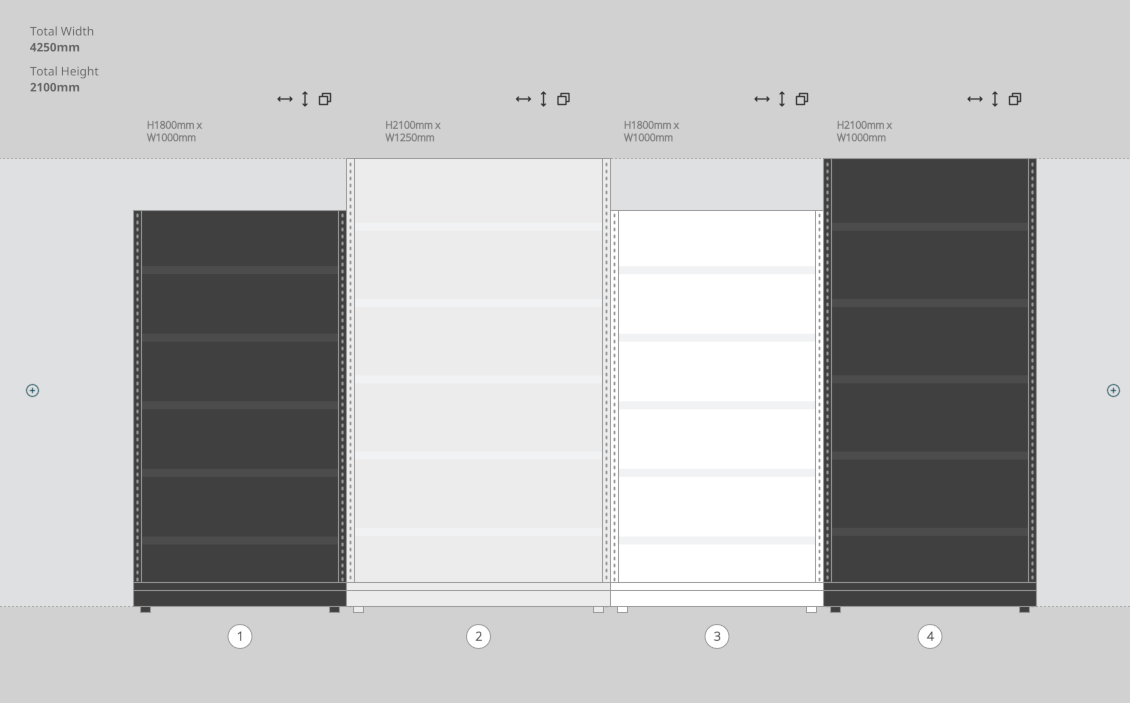 Total Width
4250mm
Total Height
2100mm
H1800mm x
W1000mm
H2100mm x
W1250mm
H1800mm x
W1000mm
H2100mm x
W1000mm
1
2
3
4